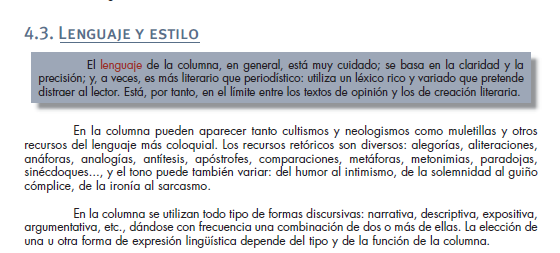 4.3. LENGUAJE Y ESTILO
El lenguaje de la columna, en general, está muy cuidado; se basa en la claridad y la
precisión; y, a veces, es más literario que periodístico: utiliza un léxico rico y variado que pretende
distraer al lector. Está, por tanto, en el límite entre los textos de opinión y los de creación literaria.
En la columna pueden aparecer tanto cultismos y neologismos como muletillas y otros
recursos del lenguaje más coloquial. Los recursos retóricos son diversos: alegorías, aliteraciones,
anáforas, analogías, antítesis, apóstrofes, comparaciones, metáforas, metonimias, paradojas,
sinécdoques..., y el tono puede también variar: del humor al intimismo, de la solemnidad al guiño
cómplice, de la ironía al sarcasmo.
En la columna se utilizan todo tipo de formas discursivas: narrativa, descriptiva, expositiva,
argumentativa, etc., dándose con frecuencia una combinación de dos o más de ellas. La elección de
una u otra forma de expresión lingüística depende del tipo y de la función de la columna.